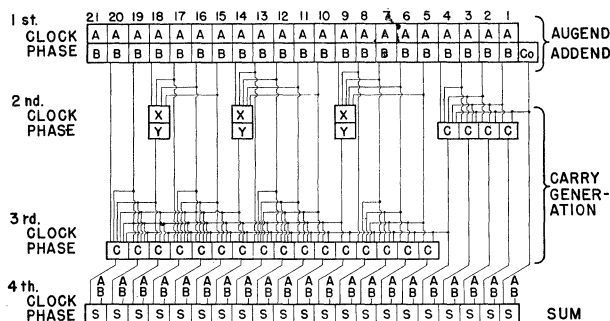 21 20 19 18 17 16 15 14 13 12 11 10 9 8 7 6 5 4 3 2 1
1 st. CLOCK PHASE
A A A A A A A A A A A A A A A A A A A A A
AUGEND
B B B B B B B B B B B B B B B B B B B B B Co
ADDEND
2 nd. CLOCK PHASE
X X X
Y Y Y
C C C C
CARRY GENER-
ATION
3 rd. CLOCK PHASE
C C C C C C C C C C C C C C C C
4 th. CLOCK PHASE
A A A A A A A A A A A A A A A A A A A A A
B B B B B B B B B B B B B B B B B B B B B
S S S S S S S S S S S S S S S S S S S S S
SUM